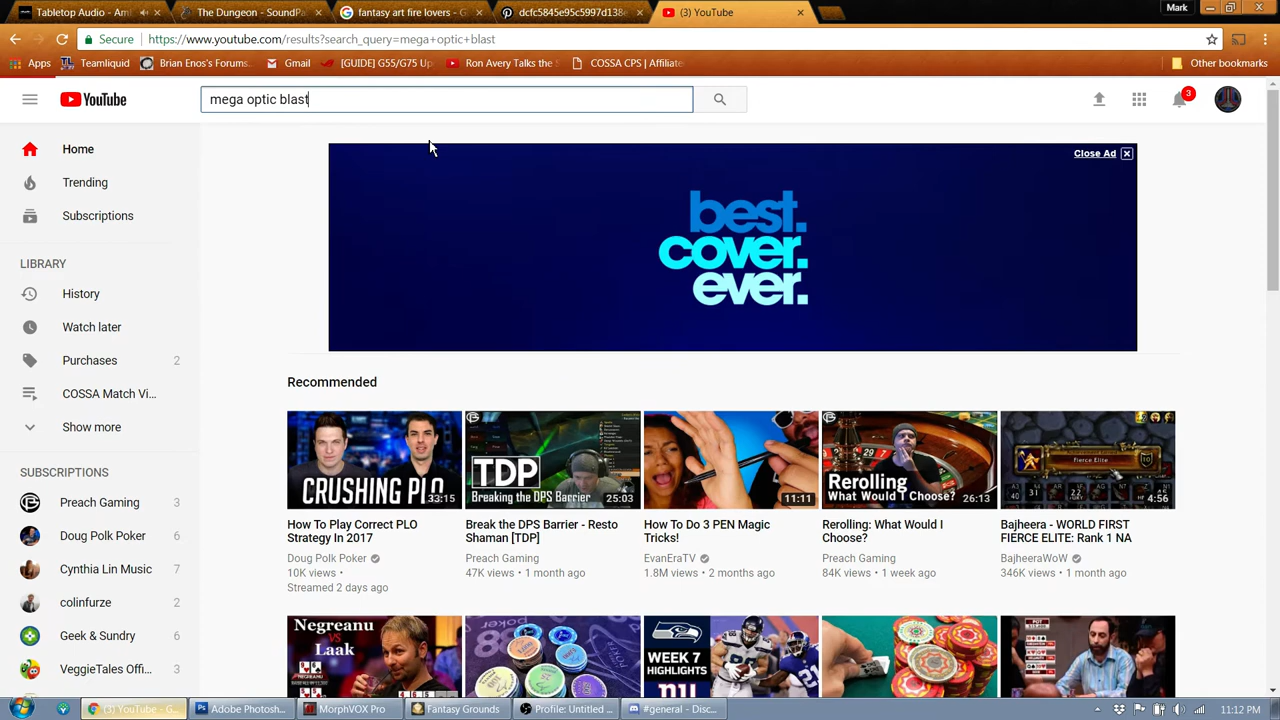 Tabletop Audio - An
The Dungeon - SoundPa
fantasy art fire lovers - G
dcfc5845e95c5997d138
(3) YouTube
Mark
Secure
https://www.youtube.com/results?search_query=mega+optic+blast
Apps
Teamliquid
Brian Enos's Forums
Gmail
[GUIDE] G55/G75 Up
Ron Avery Talks the
COSSA CPS | Affiliate
Other bookmarks
YouTube
mega optic blast
3
Home
Trending
Subscriptions
LIBRARY
History
Watch later
Purchases 2
COSSA Match Vi...
Show more
SUBSCRIPTIONS
Preach Gaming 3
Doug Polk Poker 6
Cynthia Lin Music 7
colinfurze 2
Geek & Sundry 6
VeggieTales Offi... 3
Close Ad
best.
cover.
ever.
Recommended
CRUSHING PLO
33:15
How To Play Correct PLO
Strategy In 2017
Doug Polk Poker
10K views •
Streamed 2 days ago
TDP
Breaking the DPS Barrier
25:03
Break the DPS Barrier - Resto
Shaman [TDP]
Preach Gaming
47K views • 1 month ago
11:11
How To Do 3 PEN Magic
Tricks!
EvanEraTV
1.8M views • 2 months ago
Rerolling:
What Would I Choose?
26:13
Rerolling: What Would I
Choose?
Preach Gaming
84K views • 1 week ago
Fierce Elite
4:56
Bajheera - WORLD FIRST
FIERCE ELITE: Rank 1 NA
BajheeraWoW
346K views • 1 month ago
Negreanu
vs
Laak
WEEK 7
HIGHLIGHTS
(3) YouTube - G...
Adobe Photosh...
MorphVOX Pro
Fantasy Grounds
Profile: Untitled ...
#general - Disc...
11:12 PM